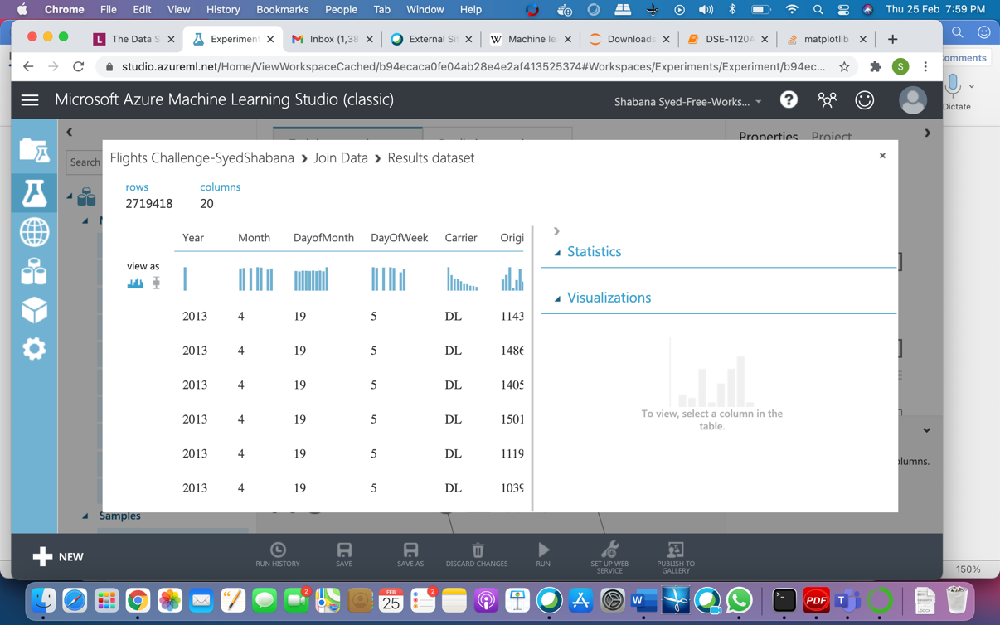 Chrome File Edit View History Bookmarks People Tab Window Help Thu 25 Feb 7:59 PM
The Data S Experimen Inbox (1,38 External Si Machine le Downloads DSE-1120A matplotlib
studio.azureml.net/Home/ViewWorkspaceCached/b94ecaca0fe04ab28e4e2af413525374#Workspaces/Experiments/Experiment/b94ec... S
omments
Dictate
Microsoft Azure Machine Learning Studio (classic) Shabana Syed-Free-Works... ?
Properties Project
Search
Flights Challenge-SyedShabana › Join Data › Results dataset ×
rows columns
2719418 20
Year Month DayofMonth DayOfWeek Carrier Origi
Statistics
view as
Visualizations
2013 4 19 5 DL 1143
2013 4 19 5 DL 1486
2013 4 19 5 DL 1405
2013 4 19 5 DL 1501
2013 4 19 5 DL 1119
2013 4 19 5 DL 1039
To view, select a column in the
table.
olumns.
Samples
NEW
RUN HISTORY SAVE SAVE AS DISCARD CHANGES RUN SET UP WEB SERVICE PUBLISH TO GALLERY
150%
2 FEB 25 2 W PDF T DOCX